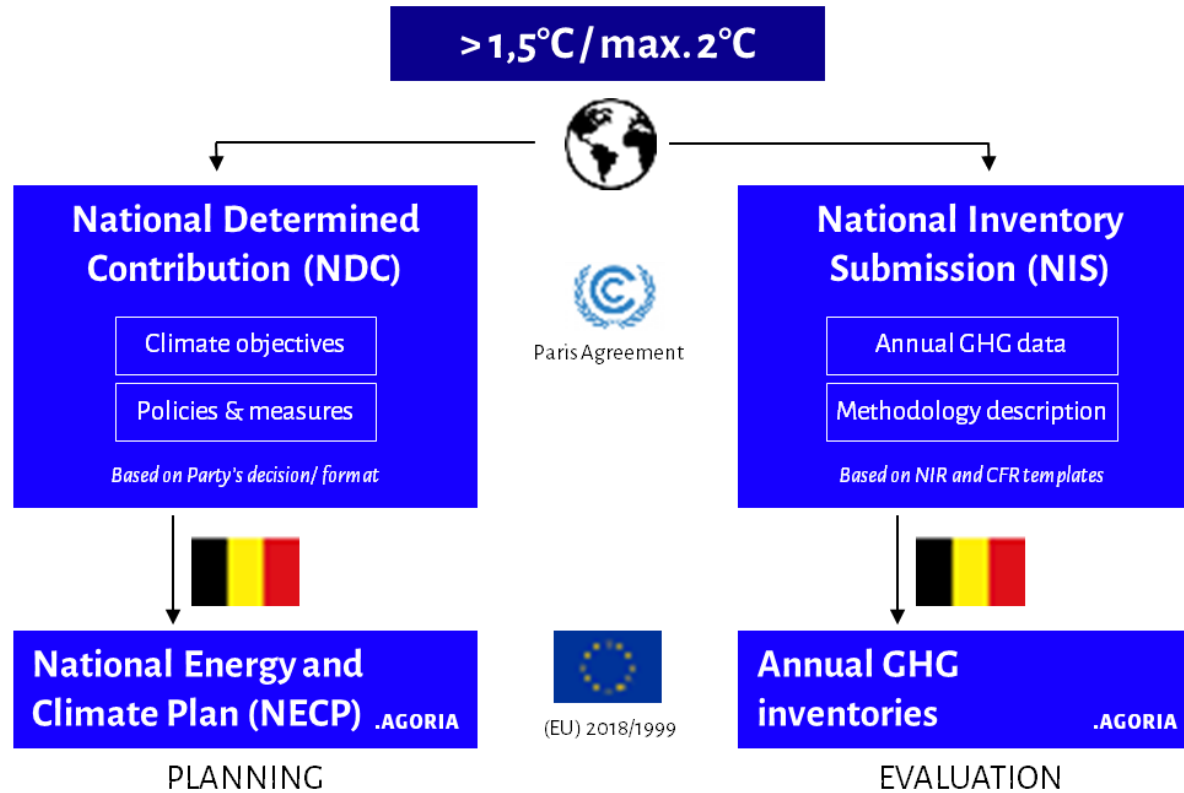 > 1,5°C / max. 2°C
National Determined
Contribution (NDC)
Climate objectives
Policies & measures
Based on Party's decision/ format
Paris Agreement
National Inventory
Submission (NIS)
Annual GHG data
Methodology description
Based on NIR and CFR templates
National Energy and
Climate Plan (NECP) .AGORIA
PLANNING
(EU) 2018/1999
Annual GHG
inventories .AGORIA
EVALUATION